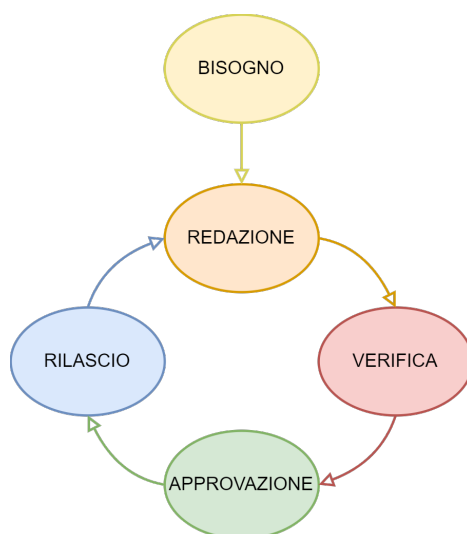 BISOGNO
REDAZIONE
RILASCIO
VERIFICA
APPROVAZIONE